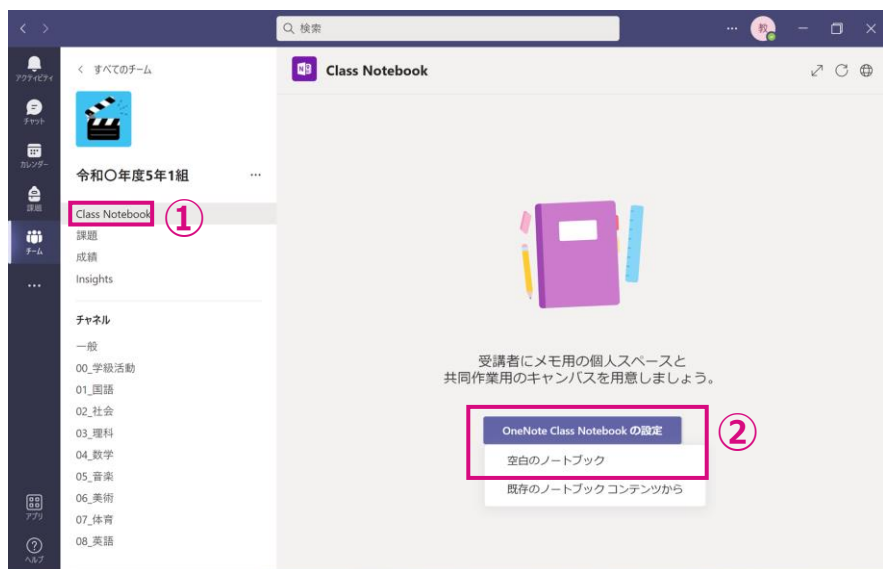 検索
教
アクティビティ
チャット
カレンダー
課題
チーム
アプリ
ヘルプ
すべてのチーム
令和〇年度5年1組
Class Notebook
①
課題
成績
Insights
チャネル
一般
00_学級活動
01_国語
02_社会
03_理科
04_数学
05_音楽
06_美術
07_体育
08_英語
Class Notebook
受講者にメモ用の個人スペースと
共同作業用のキャンバスを用意しましょう。
OneNote Class Notebook の設定
②
空白のノートブック
既存のノートブック コンテンツから